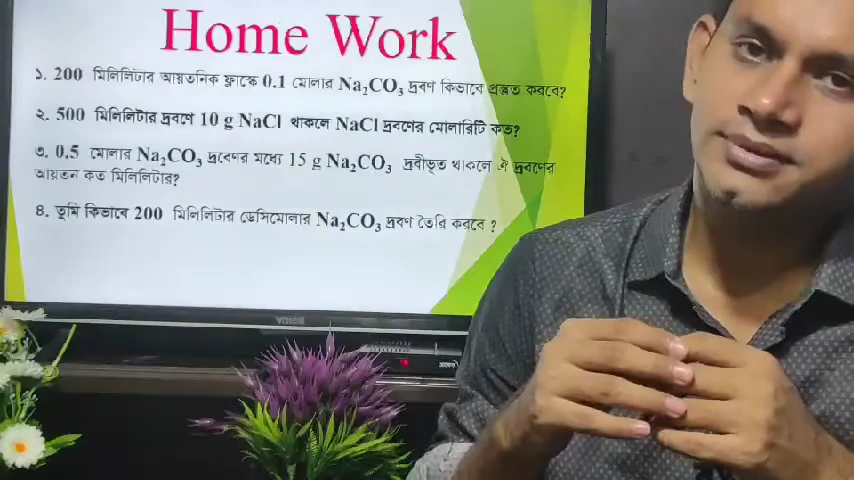 Home Work
১. 200 মিলিলিটার আয়তনিক ফ্লাস্কে 0.1 মোলার Na₂CO₃ দ্রবণ কিভাবে প্রস্তুত করবে?
২. 500 মিলিলিটার দ্রবণে 10 g NaCl থাকলে NaCl দ্রবণের মোলারিটি কত?
৩. 0.5 মোলার Na₂CO₃ দ্রবণের মধ্যে 15 g Na₂CO₃ দ্রবীভূত থাকলে ঐ দ্রবণের
আয়তন কত মিলিলিটার?
৪. তুমি কিভাবে 200 মিলিলিটার ডেসিমোলার Na₂CO₃ দ্রবণ তৈরি করবে ?